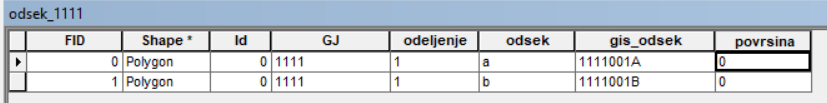 odsek_1111
FID Shape * Id GJ odeljenje odsek gis_odsek povrsina
0 Polygon 0 1111 1 a 1111001A 0
1 Polygon 0 1111 1 b 1111001B 0